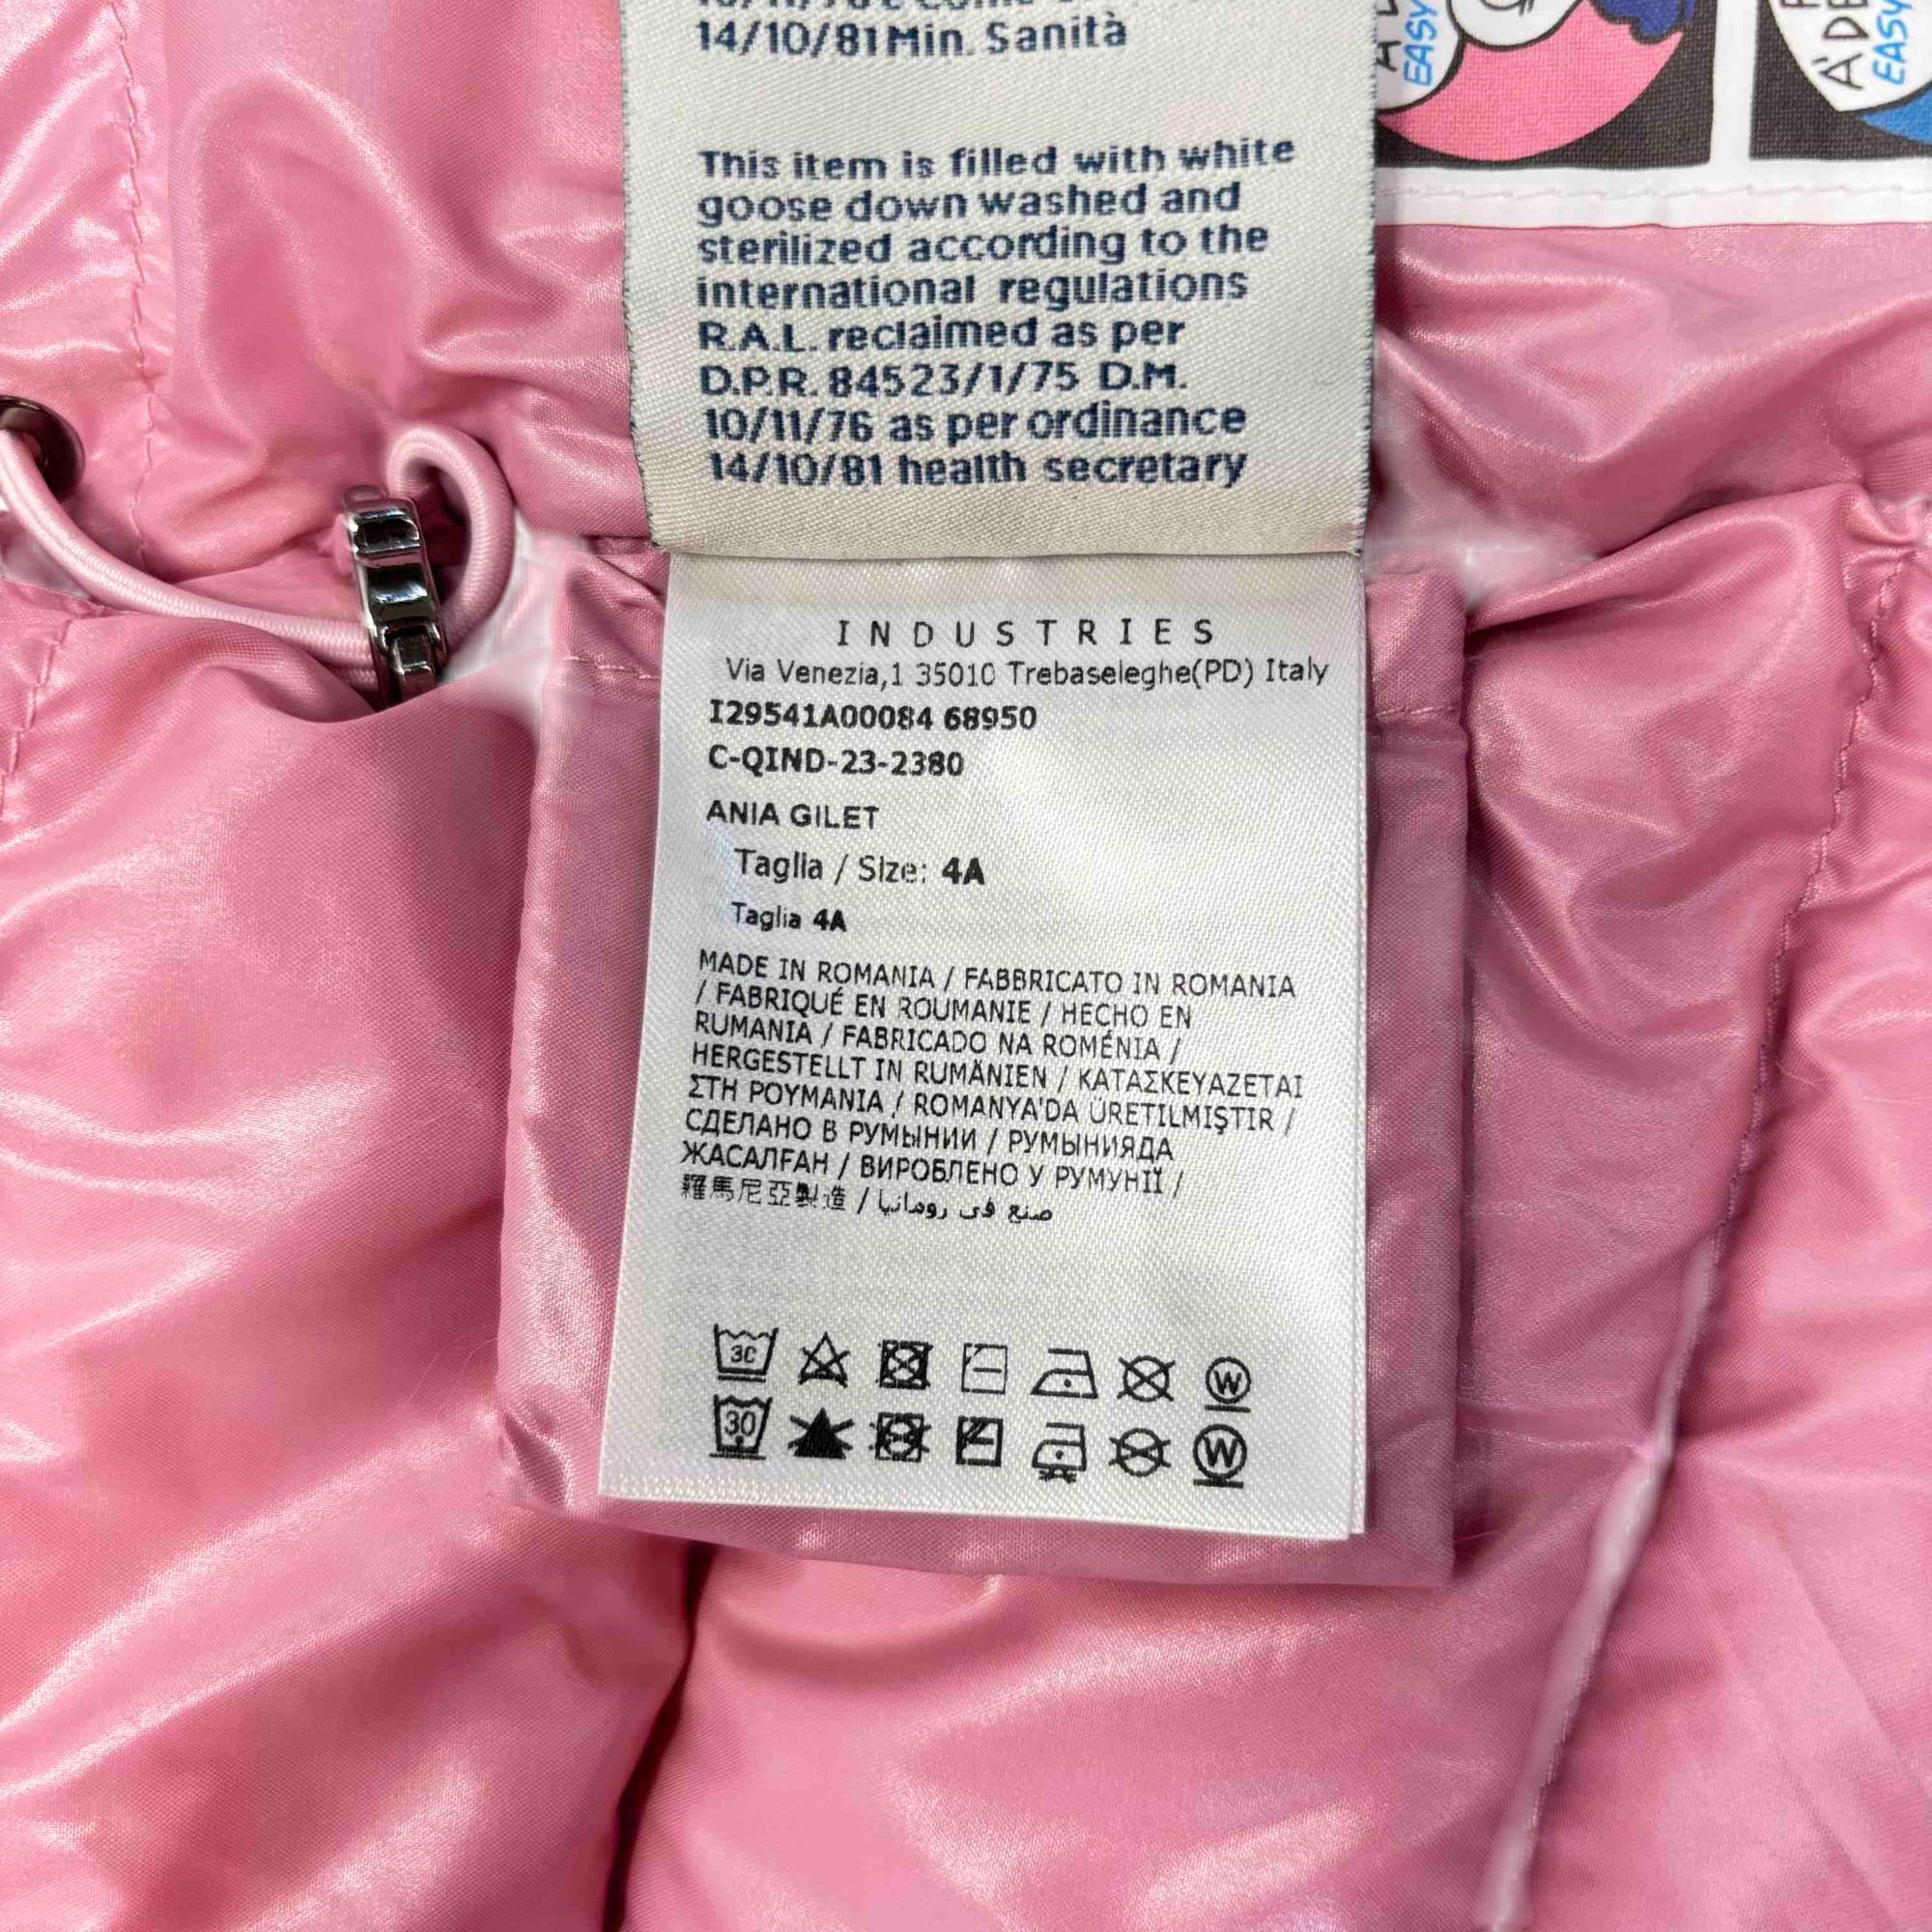 14/10/81 Min. Sanità
This item is filled with white
goose down washed and
sterilized according to the
international regulations
R.A.L. reclaimed as per
D.P.R. 84523/1/75 D.M.
10/11/76 as per ordinance
14/10/81 health secretary
INDUSTRIES
Via Venezia,1 35010 Trebaseleghe(PD) Italy
I29541A00084 68950
C-QIND-23-2380
ANIA GILET
Taglia / Size: 4A
Taglia 4A
MADE IN ROMANIA / FABBRICATO IN ROMANIA
/ FABRIQUÉ EN ROUMANIE / HECHO EN
RUMANIA / FABRICADO NA ROMÉNIA /
HERGESTELLT IN RUMÄNIEN / ΚΑΤΑΣΚΕΥΑΖΕΤΑΙ
ΣΤΗ ΡΟΥΜΑΝΙΑ / ROMANYA'DA ÜRETILMIŞTIR /
СДЕЛАНО В РУМЫНИИ / РУМЫНИЯДА
ЖАСАЛҒАН / ВИРОБЛЕНО У РУМУНІЇ /
羅馬尼亞製造 / صنع في رومانيا
30
W
30
W
EASY
EASY